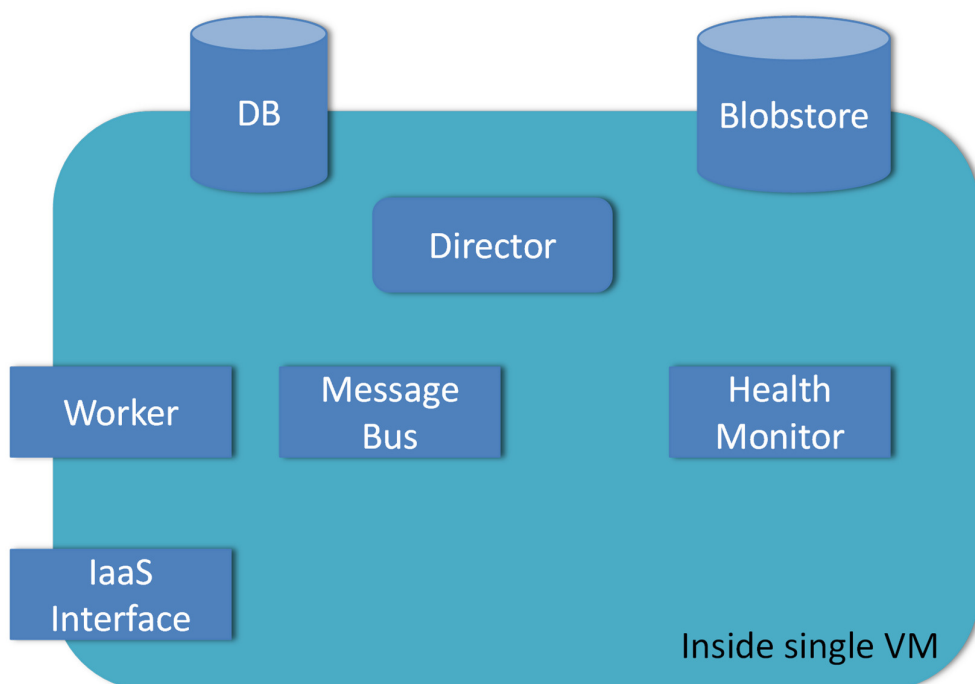 DB
Blobstore
Director
Worker
Message
Bus
Health
Monitor
IaaS
Interface
Inside single VM